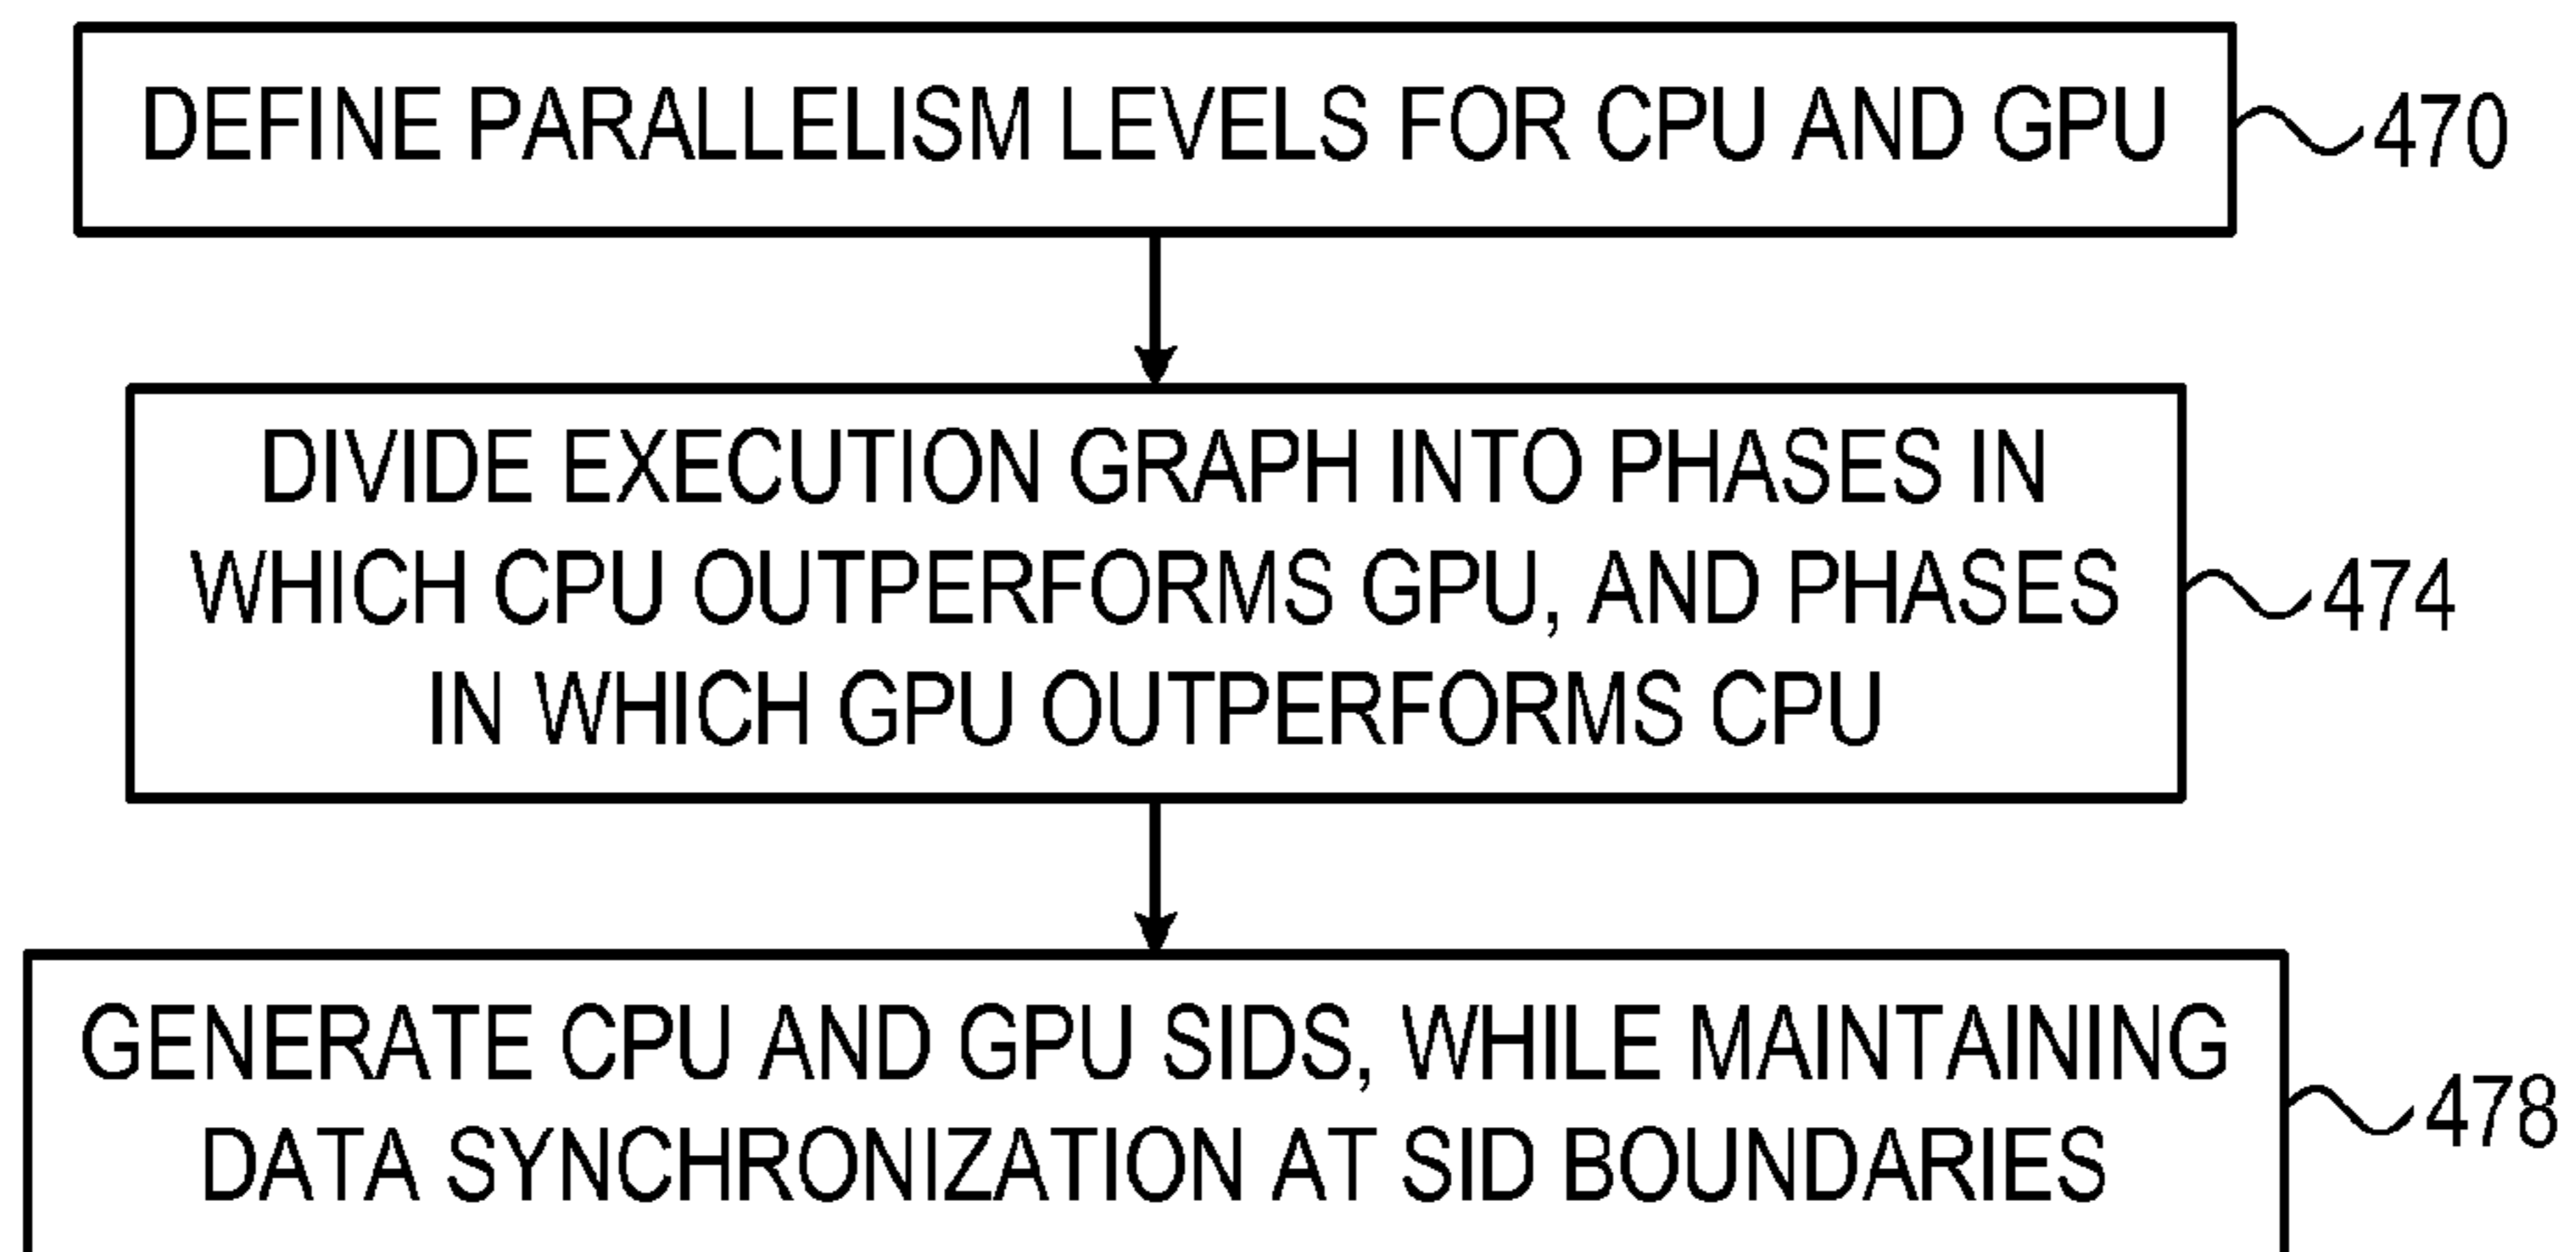 DEFINE PARALLELISM LEVELS FOR CPU AND GPU
470
DIVIDE EXECUTION GRAPH INTO PHASES IN
WHICH CPU OUTPERFORMS GPU, AND PHASES
IN WHICH GPU OUTPERFORMS CPU
474
GENERATE CPU AND GPU SIDS, WHILE MAINTAINING
DATA SYNCHRONIZATION AT SID BOUNDARIES
478